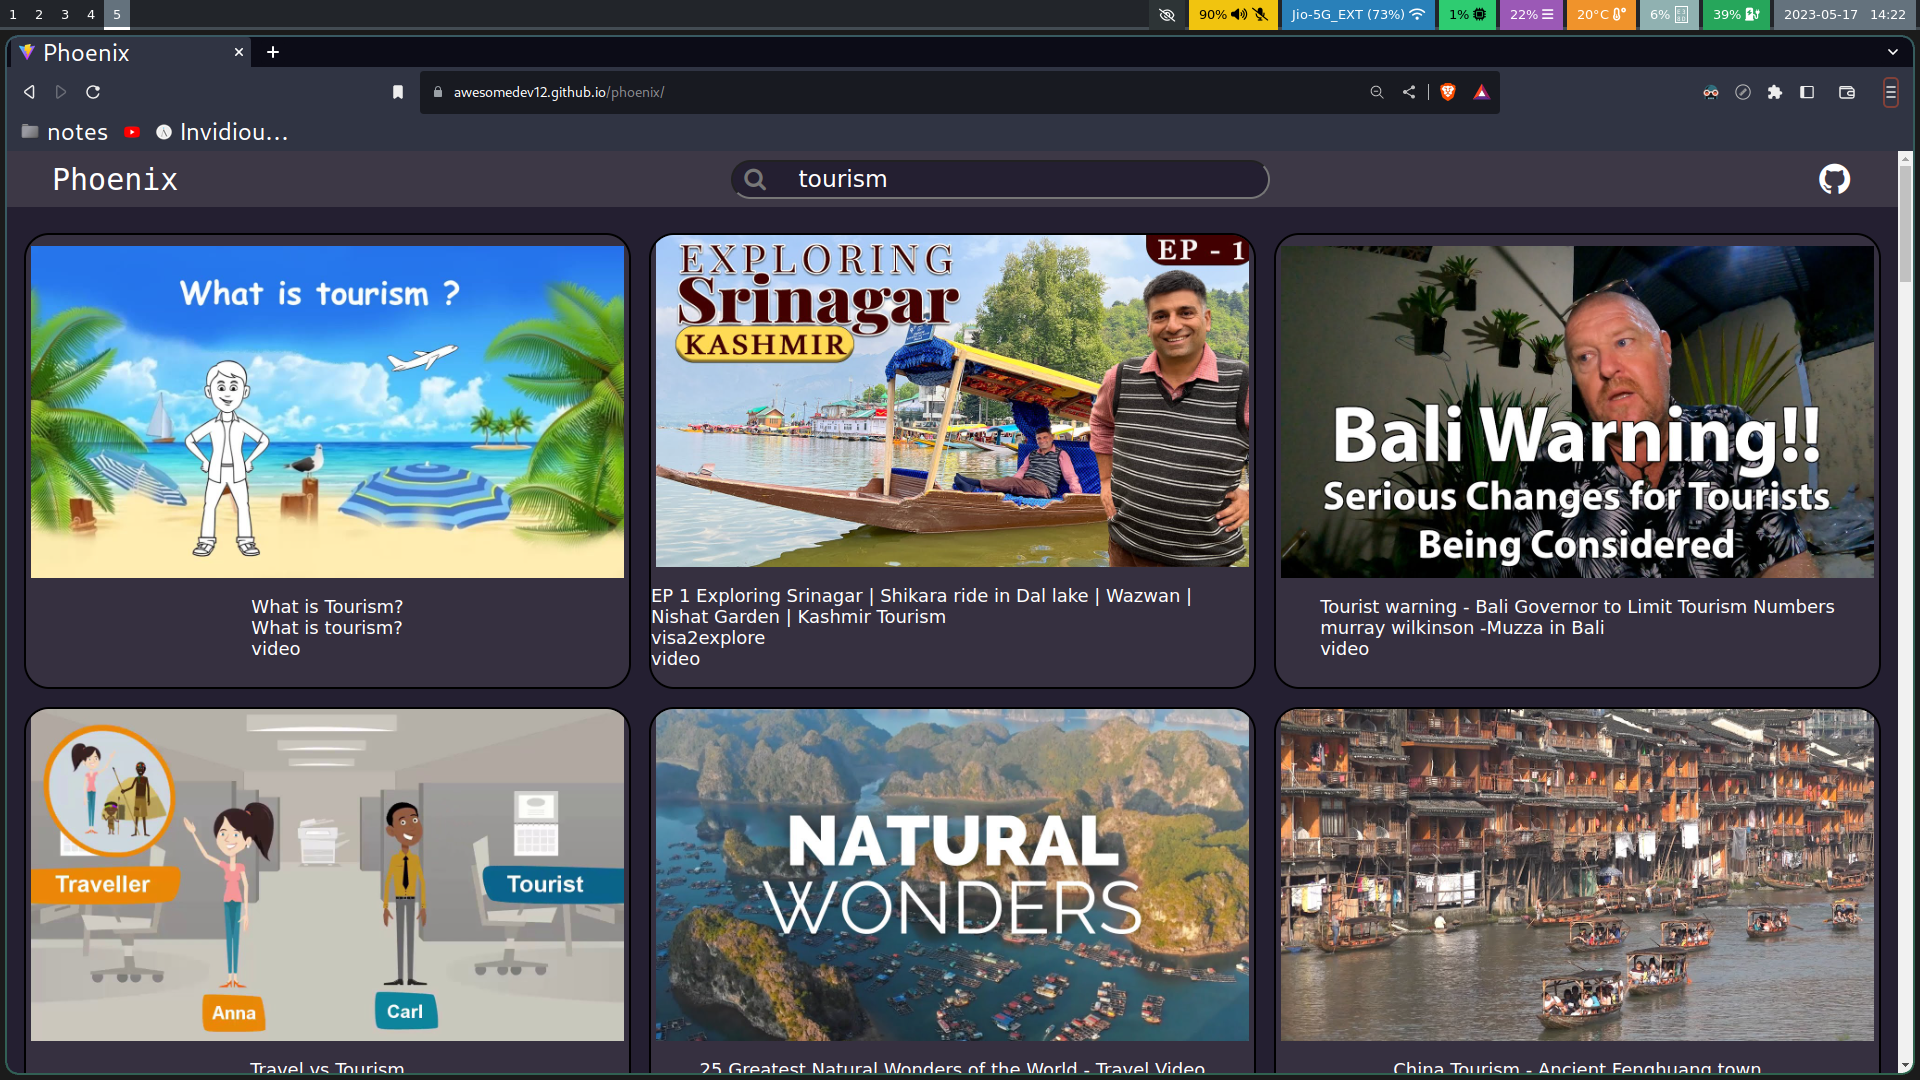 1 2 3 4 5
90% Jio-5G_EXT (73%) 1% 22% 20°C 6% 39% 2023-05-17 14:22
Phoenix
awesomedev12.github.io/phoenix/
notes Invidiou...
Phoenix
tourism
What is tourism ?
EXPLORING
Srinagar
KASHMIR
EP - 1
Bali Warning!!
Serious Changes for Tourists
Being Considered
What is Tourism?
What is tourism?
video
EP 1 Exploring Srinagar | Shikara ride in Dal lake | Wazwan |
Nishat Garden | Kashmir Tourism
visa2explore
video
Tourist warning - Bali Governor to Limit Tourism Numbers
murray wilkinson -Muzza in Bali
video
Traveller
Tourist
Anna
Carl
NATURAL
WONDERS
Travel vs Tourism
25 Greatest Natural Wonders of the World - Travel Video
China Tourism - Ancient Fenghuang town